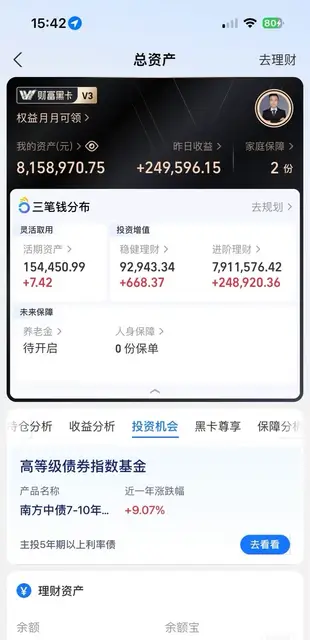 15:42
80
总资产
去理财
财富黑卡 V3
权益月月可领 >
我的资产(元) >
昨日收益 >
家庭保障 >
8,158,970.75
+249,596.15
2 份
三笔钱分布
去规划 >
灵活取用
投资增值
活期资产 >
稳健理财 >
进阶理财 >
154,450.99
92,943.34
7,911,576.42
+7.42
+668.37
+248,920.36
未来保障
养老金 >
人身保障 >
待开启
0 份保单
持仓分析
收益分析
投资机会
黑卡尊享
保障分析
高等级债券指数基金
产品名称
近一年涨跌幅
南方中债7-10年...
+9.07%
主投5年期以上利率债
去看看
理财资产
余额
余额宝